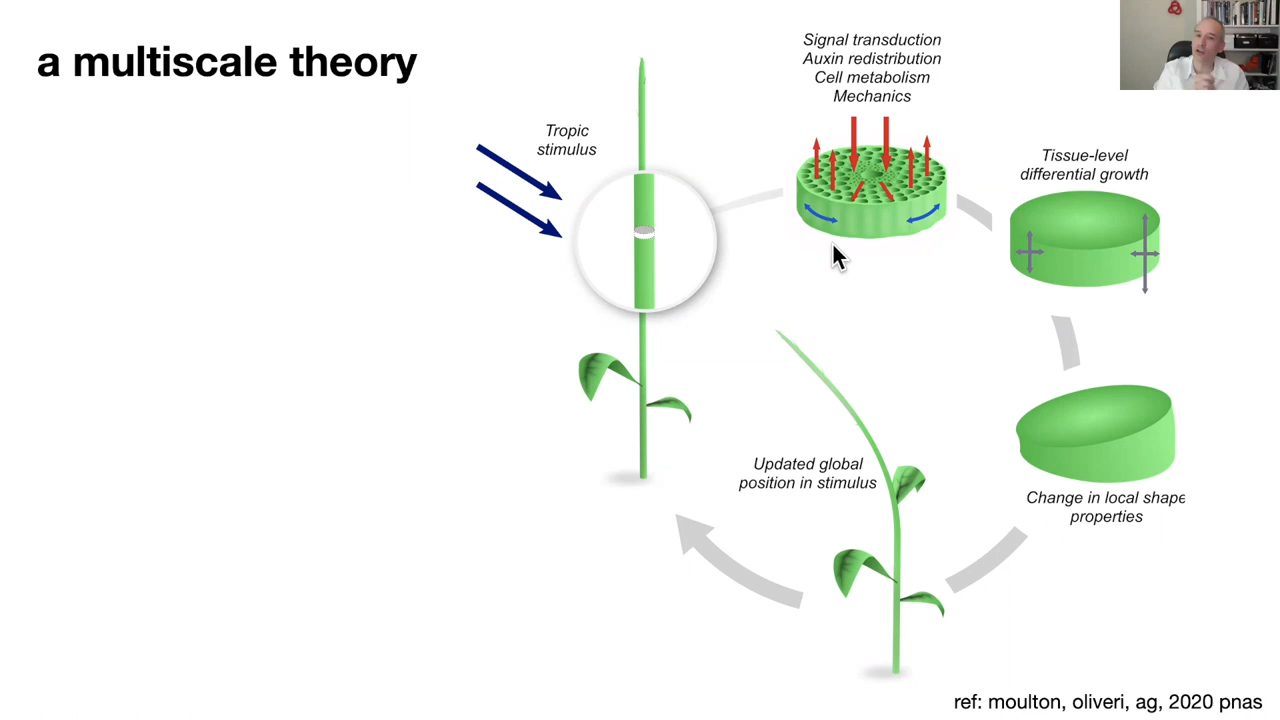 a multiscale theory
Signal transduction
Auxin redistribution
Cell metabolism
Mechanics
Tropic
stimulus
Tissue-level
differential growth
Updated global
position in stimulus
Change in local shape
properties
ref: moulton, oliveri, ag, 2020 pnas